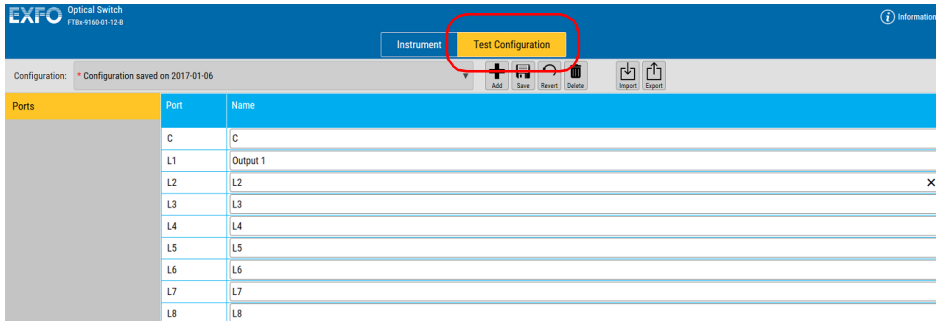 EXFO Optical Switch
FTBx-9160-01-12-B
Information
Instrument Test Configuration
Configuration: * Configuration saved on 2017-01-06
Add Save Revert Delete Import Export
Ports Port Name
C C
L1 Output 1
L2 L2
L3 L3
L4 L4
L5 L5
L6 L6
L7 L7
L8 L8